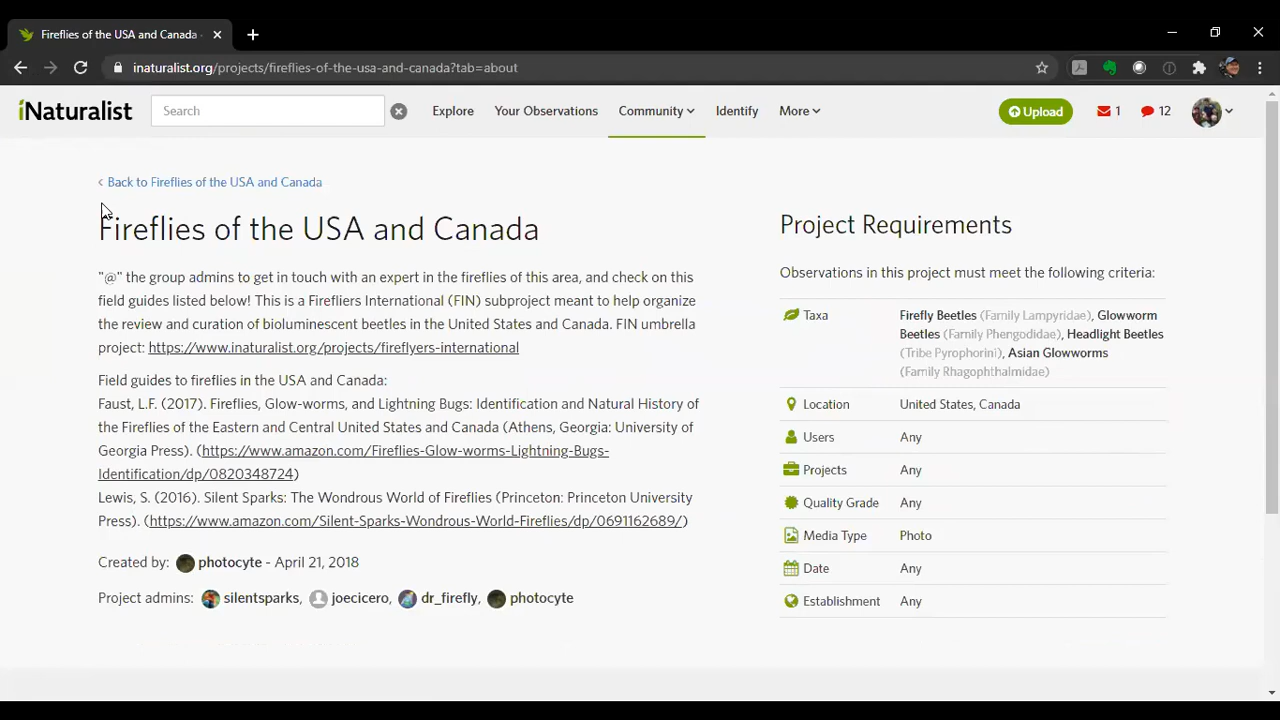 Fireflies of the USA and Canada
inaturalist.org/projects/fireflies-of-the-usa-and-canada?tab=about
iNaturalist
Search
Explore
Your Observations
Community
Identify
More
Upload
1
12
Back to Fireflies of the USA and Canada
Fireflies of the USA and Canada
"@" the group admins to get in touch with an expert in the fireflies of this area, and check on this
field guides listed below! This is a Firefliers International (FIN) subproject meant to help organize
the review and curation of bioluminescent beetles in the United States and Canada. FIN umbrella
project: https://www.inaturalist.org/projects/fireflyers-international
Field guides to fireflies in the USA and Canada:
Faust, L.F. (2017). Fireflies, Glow-worms, and Lightning Bugs: Identification and Natural History of
the Fireflies of the Eastern and Central United States and Canada (Athens, Georgia: University of
Georgia Press). (https://www.amazon.com/Fireflies-Glow-worms-Lightning-Bugs-
Identification/dp/0820348724)
Lewis, S. (2016). Silent Sparks: The Wondrous World of Fireflies (Princeton: Princeton University
Press). (https://www.amazon.com/Silent-Sparks-Wondrous-World-Fireflies/dp/0691162689/)
Created by: photocyte - April 21, 2018
Project admins: silentsparks, joecicero, dr_firefly, photocyte
Project Requirements
Observations in this project must meet the following criteria:
Taxa Firefly Beetles (Family Lampyridae), Glowworm
Beetles (Family Phengodidae), Headlight Beetles
(Tribe Pyrophorini), Asian Glowworms
(Family Rhagophthalmidae)
Location United States, Canada
Users Any
Projects Any
Quality Grade Any
Media Type Photo
Date Any
Establishment Any